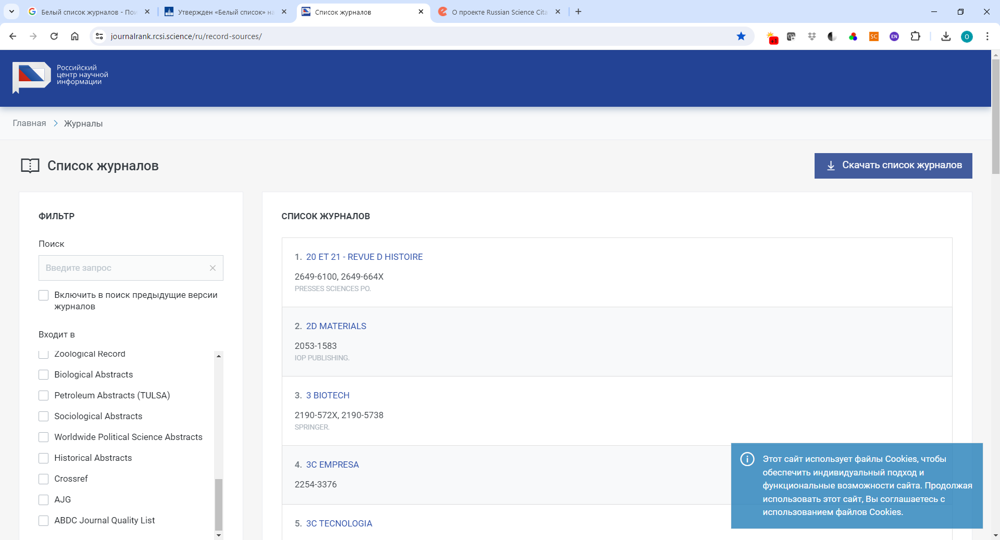 Белый список журналов - Пои
Утвержден «Белый список» на
Список журналов
О проекте Russian Science Cita
journalrank.rcsi.science/ru/record-sources/
+1
SC
EN
O
Российский
центр научной
информации
Главная
Журналы
Список журналов
Скачать список журналов
ФИЛЬТР
Поиск
Введите запрос
Включить в поиск предыдущие версии
журналов
Входит в
Zoological Record
Biological Abstracts
Petroleum Abstracts (TULSA)
Sociological Abstracts
Worldwide Political Science Abstracts
Historical Abstracts
Crossref
AJG
ABDC Journal Quality List
СПИСОК ЖУРНАЛОВ
1. 20 ET 21 - REVUE D HISTOIRE
2649-6100, 2649-664X
PRESSES SCIENCES PO.
2. 2D MATERIALS
2053-1583
IOP PUBLISHING.
3. 3 BIOTECH
2190-572X, 2190-5738
SPRINGER.
4. 3C EMPRESA
2254-3376
5. 3C TECNOLOGIA
Этот сайт использует файлы Cookies, чтобы
обеспечить индивидуальный подход и
функциональные возможности сайта. Продолжая
использовать этот сайт, Вы соглашаетесь с
использованием файлов Cookies.